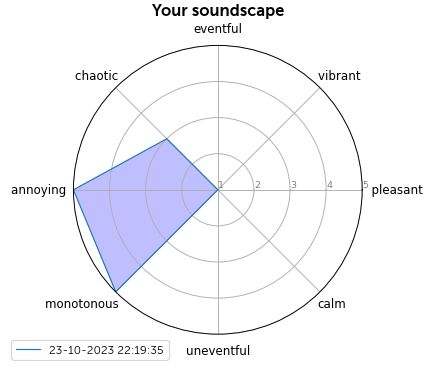 Your soundscape
eventful
chaotic
vibrant
annoying
1 2 3 4 5
pleasant
monotonous
calm
uneventful
23-10-2023 22:19:35